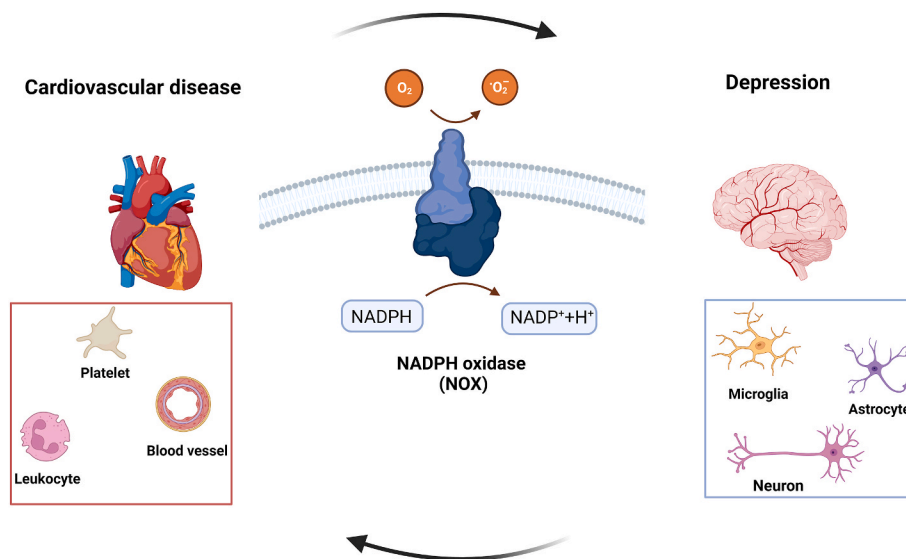 Cardiovascular disease
Depression
O₂
·O₂⁻
NADPH
NADP⁺+H⁺
NADPH oxidase
(NOX)
Platelet
Blood vessel
Leukocyte
Microglia
Astrocyte
Neuron